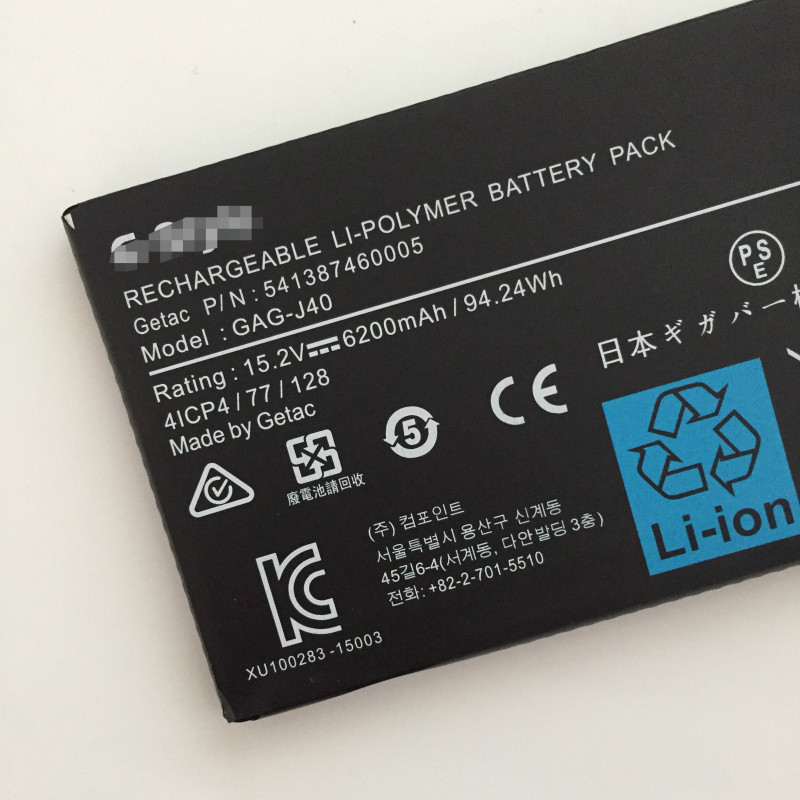 RECHARGEABLE LI-POLYMER BATTERY PACK
Getac P/N : 541387460005
Model : GAG-J40
Rating : 15.2V 6200mAh / 94.24Wh
4ICP4 / 77 / 128
Made by Getac
PSE
日本ギガバー
CE
5
廢電池請回收
Li-ion
(주) 컴포인트
서울특별시 용산구 신계동
45길6-4(서계동, 다안빌딩 3층)
전화: +82-2-701-5510
KC
XU100283 -15003